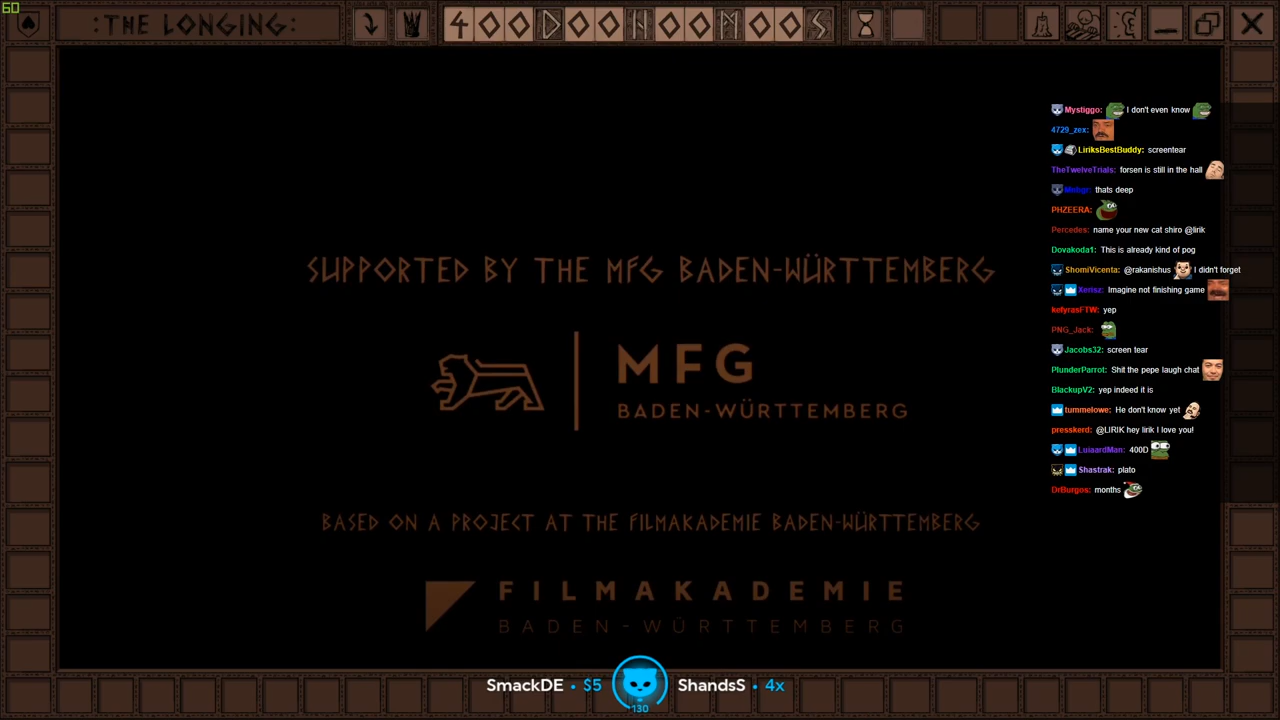 60
:THE LONGING:
4◊◊D◊◊H◊◊M◊◊S
SUPPORTED BY THE MFG BADEN-WÜRTTEMBERG
MFG
BADEN-WÜRTTEMBERG
BASED ON A PROJECT AT THE FILMAKADEMIE BADEN-WÜRTTEMBERG
FILMAKADEMIE
BADEN-WÜRTTEMBERG
Mystiggo: I don't even know
4729_zex:
LiriksBestBuddy: screentear
TheTwelveTrials: forsen is still in the hall
thats deep
PHZEERA:
Percedes: name your new cat shiro @lirik
Dovakoda1: This is already kind of pog
ShomiVicenta: @rakanishus I didn't forget
Xerisz: Imagine not finishing game
kefyrasFTW: yep
PNG_Jack:
Jacobs32: screen tear
PlunderParrot: Shit the pepe laugh chat
BlackupV2: yep indeed it is
tummelowe: He don't know yet
presskerd: @LIRIK hey lirik I love you!
LuiaardMan: 400D
Shastrak: plato
DrBurgos: months
SmackDE • $5
130
ShandsS • 4x